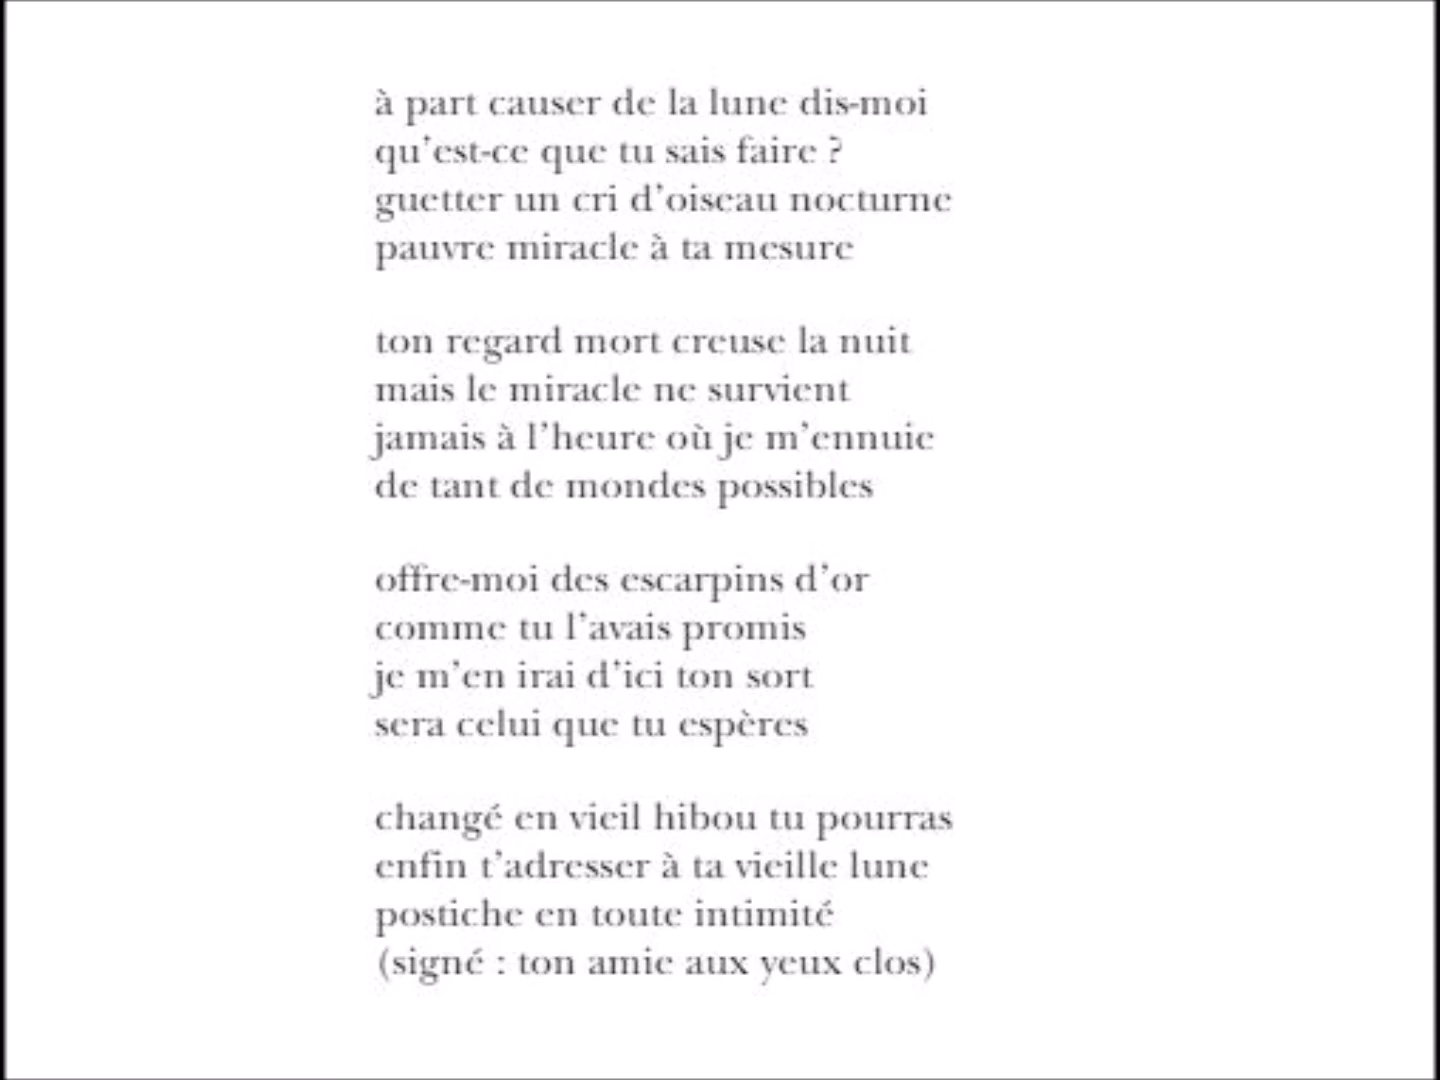 à part causer de la lune dis-moi
qu’est-ce que tu sais faire ?
guetter un cri d’oiseau nocturne
pauvre miracle à ta mesure
ton regard mort creuse la nuit
mais le miracle ne survient
jamais à l’heure où je m’ennuie
de tant de mondes possibles
offre-moi des escarpins d’or
comme tu l’avais promis
je m’en irai d’ici ton sort
sera celui que tu espères
changé en vieil hibou tu pourras
enfin t’adresser à ta vieille lune
postiche en toute intimité
(signé : ton amie aux yeux clos)